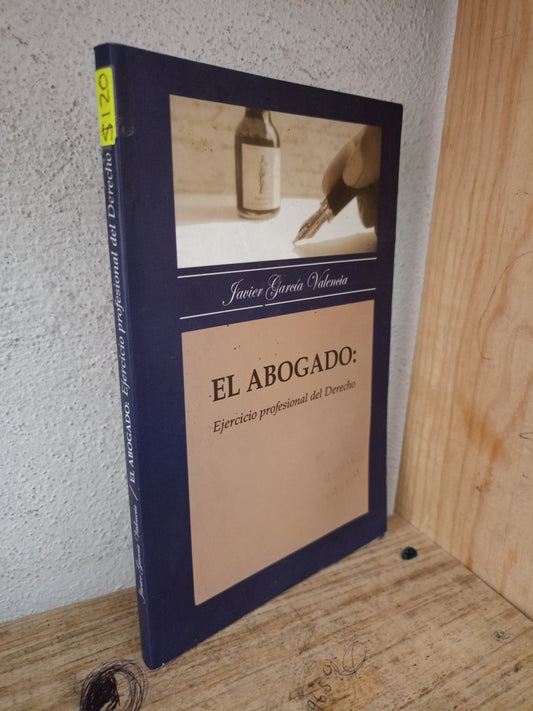 $120
Javier García Valencia / EL ABOGADO: Ejercicio profesional del Derecho
Javier García Valencia
EL ABOGADO:
Ejercicio profesional del Derecho